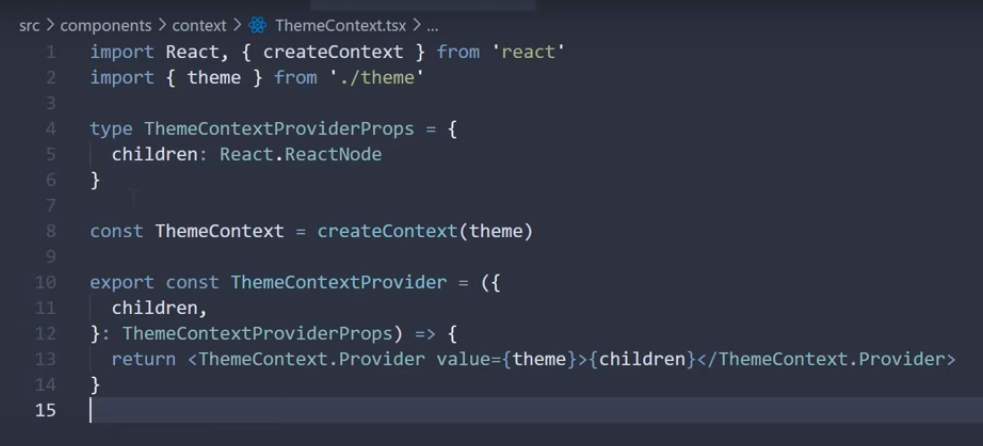 src > components > context > ThemeContext.tsx > ...
1 import React, { createContext } from 'react'
2 import { theme } from './theme'
3
4 type ThemeContextProviderProps = {
5   children: React.ReactNode
6 }
7
8 const ThemeContext = createContext(theme)
9
10 export const ThemeContextProvider = ({
11   children,
12 }: ThemeContextProviderProps) => {
13   return <ThemeContext.Provider value={theme}>{children}</ThemeContext.Provider>
14 }
15